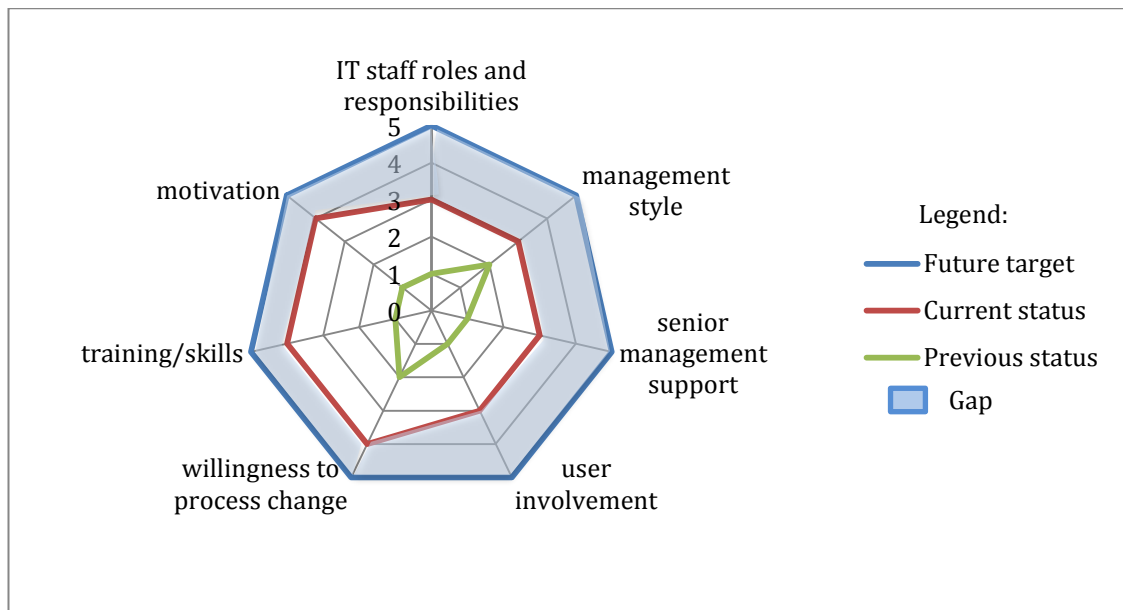 IT staff roles and
responsibilities
5
4
3
2
1
0
motivation
management
style
training/skills
senior
management
support
willingness to
process change
user
involvement
Legend:
Future target
Current status
Previous status
Gap